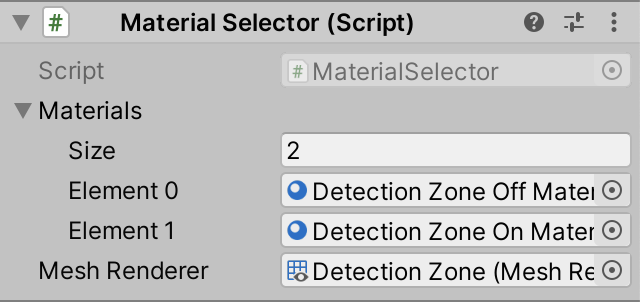 Material Selector (Script)
Script MaterialSelector
Materials
Size 2
Element 0 Detection Zone Off Mater
Element 1 Detection Zone On Mater
Mesh Renderer Detection Zone (Mesh Re